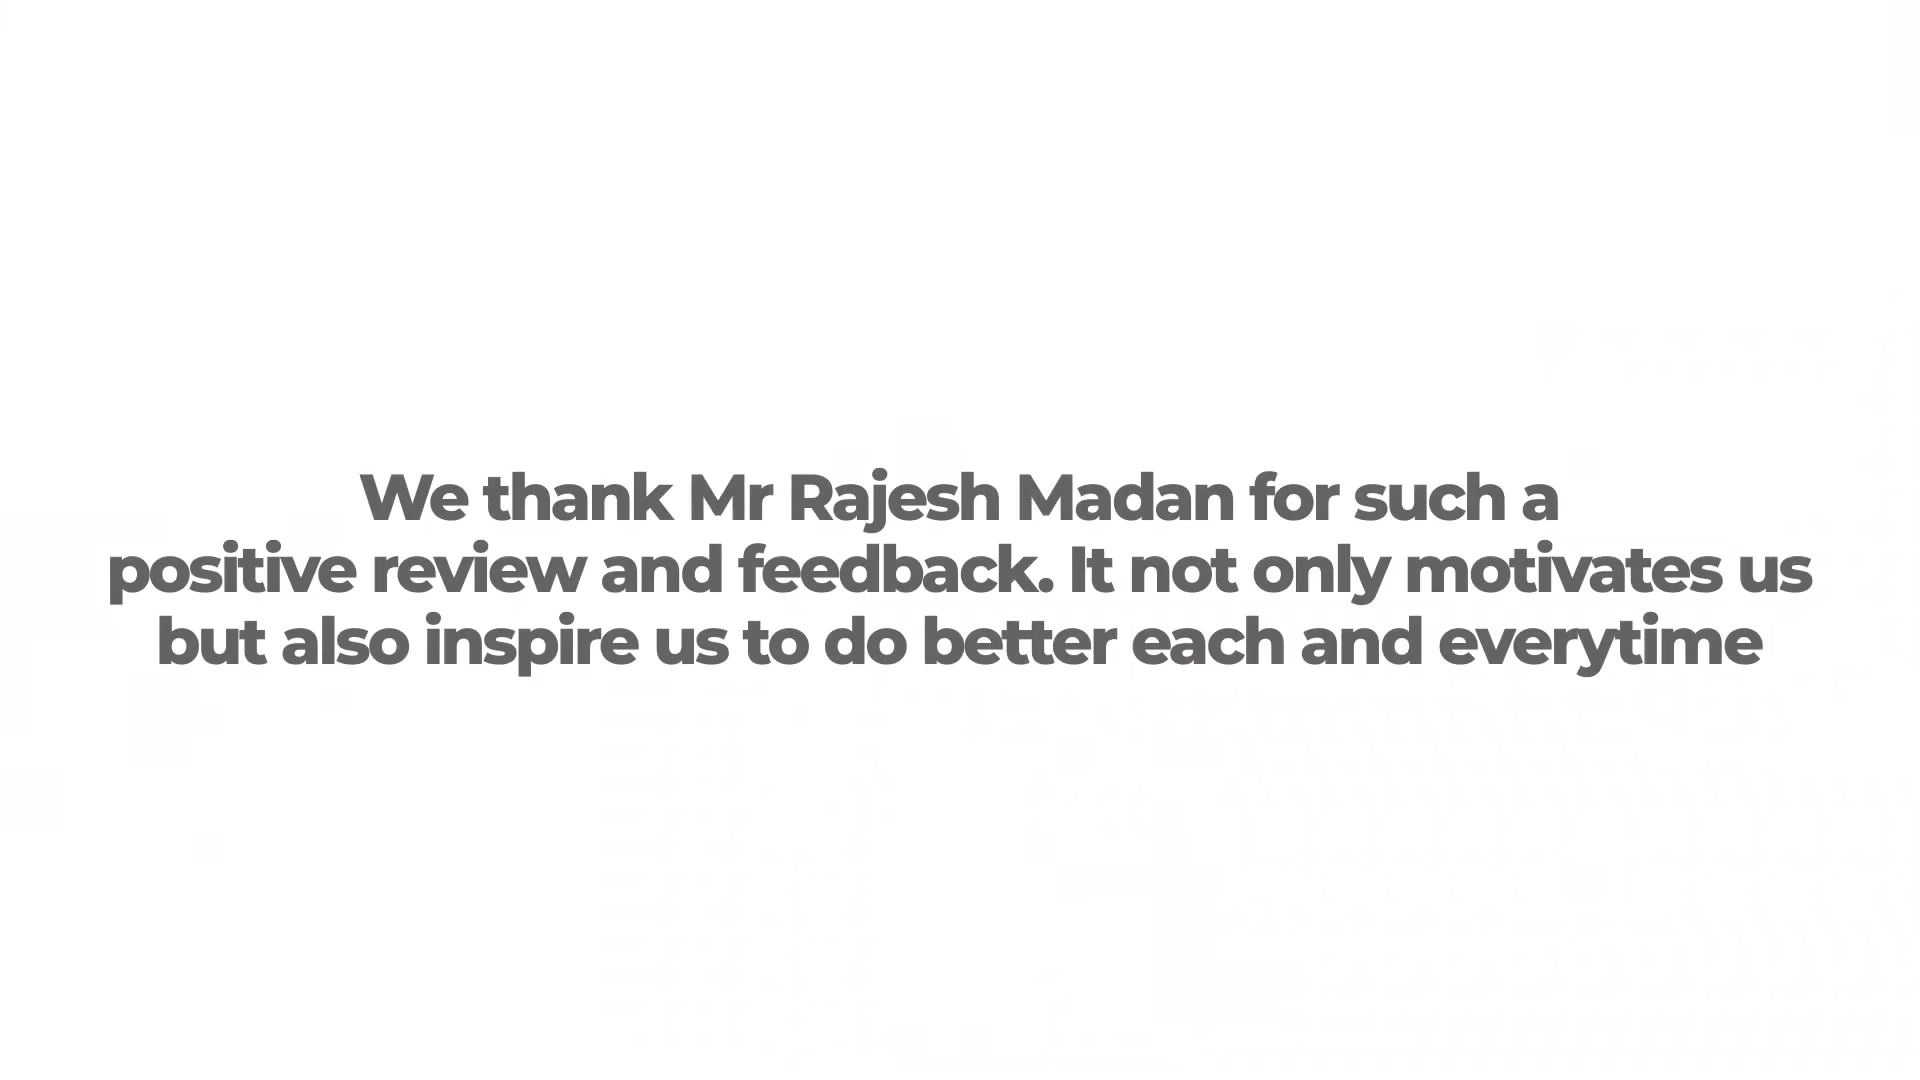 We thank Mr Rajesh Madan for such a
positive review and feedback. It not only motivates us
but also inspire us to do better each and everytime